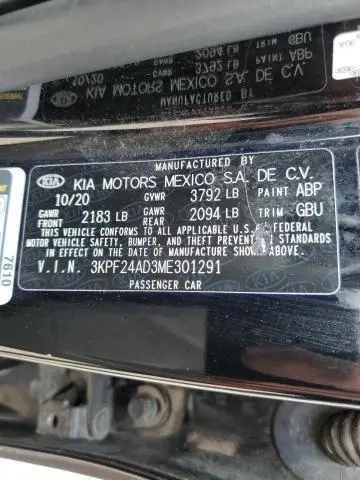 MANUFACTURED BY
KIA KIA MOTORS MEXICO S.A. DE C.V.
10/20 GVWR 3792 LB PAINT ABP
GAWR FRONT 2183 LB GAWR REAR 2094 LB TRIM GBU
THIS VEHICLE CONFORMS TO ALL APPLICABLE U.S. FEDERAL
MOTOR VEHICLE SAFETY, BUMPER, AND THEFT PREVENTION STANDARDS
IN EFFECT ON THE DATE OF MANUFACTURE SHOWN ABOVE.
V.I.N. 3KPF24AD3ME301291
PASSENGER CAR
7610